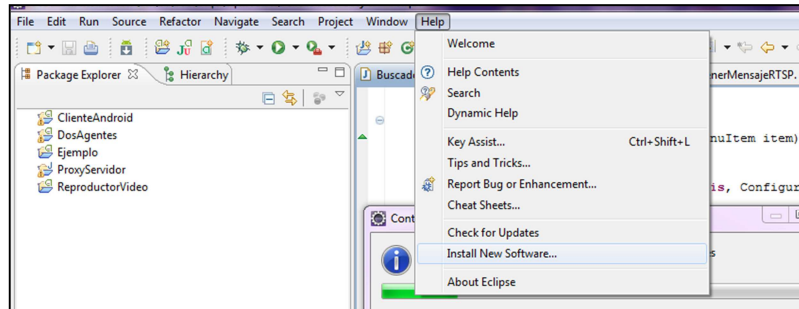 File Edit Run Source Refactor Navigate Search Project Window Help
Package Explorer Hierarchy
ClienteAndroid
DosAgentes
Ejemplo
ProxyServidor
ReproductorVideo
Welcome
Help Contents
Search
Dynamic Help
Key Assist... Ctrl+Shift+L
Tips and Tricks...
Report Bug or Enhancement...
Cheat Sheets...
Check for Updates
Install New Software...
About Eclipse
Buscad
nerMensajeRTSP.
nuItem item)
is, Configur
Cont
s